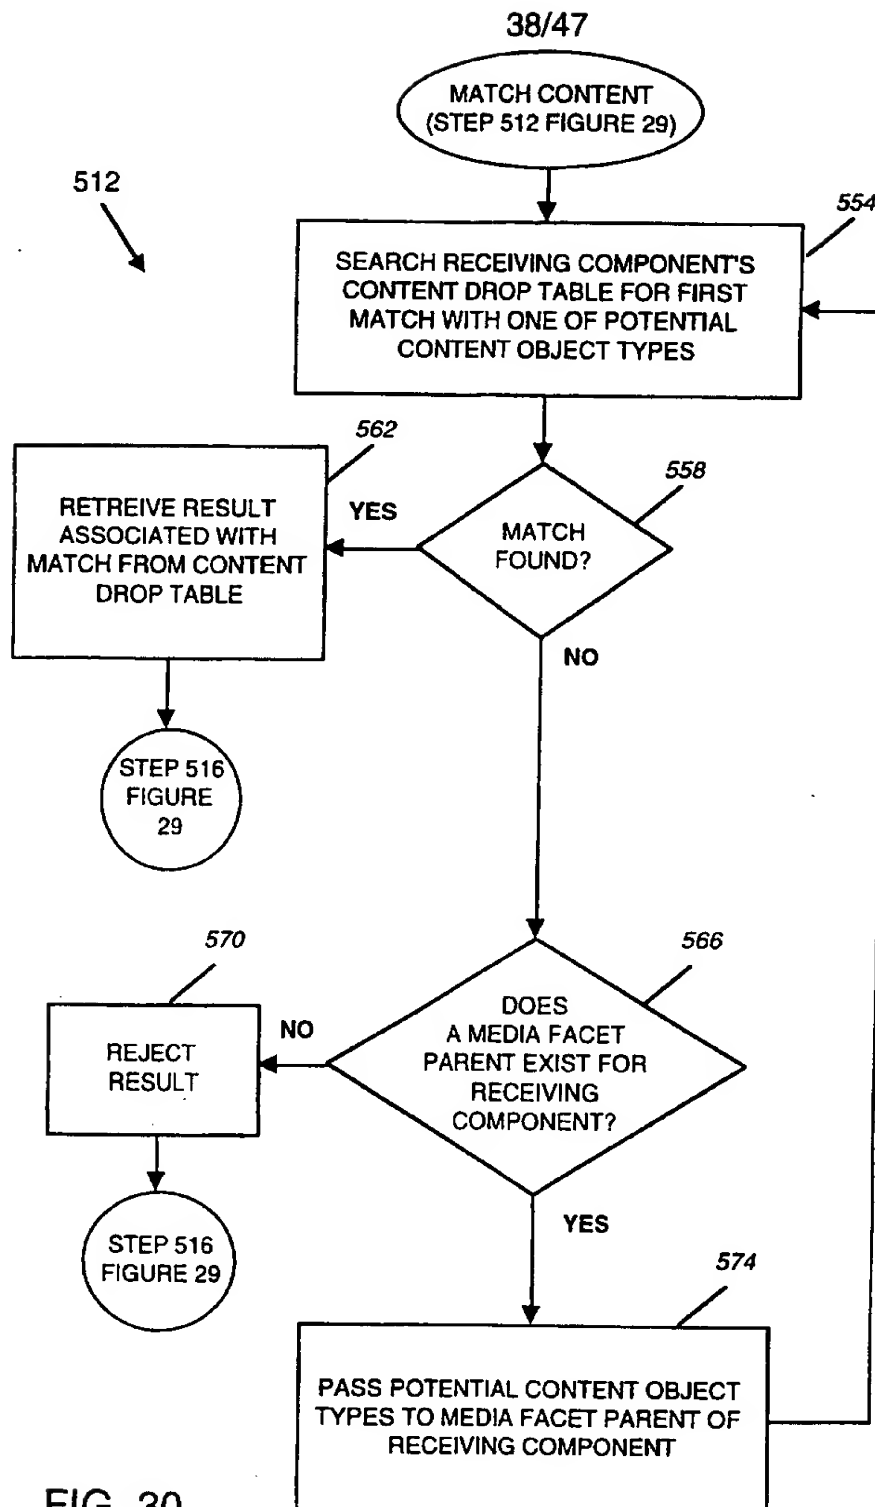 38/47
MATCH CONTENT
(STEP 512 FIGURE 29)
512
554
SEARCH RECEIVING COMPONENT'S
CONTENT DROP TABLE FOR FIRST
MATCH WITH ONE OF POTENTIAL
CONTENT OBJECT TYPES
562
558
RETREIVE RESULT
ASSOCIATED WITH
MATCH FROM CONTENT
DROP TABLE
YES
MATCH
FOUND?
NO
STEP 516
FIGURE
29
570
566
REJECT
RESULT
NO
DOES
A MEDIA FACET
PARENT EXIST FOR
RECEIVING
COMPONENT?
STEP 516
FIGURE 29
YES
574
PASS POTENTIAL CONTENT OBJECT
TYPES TO MEDIA FACET PARENT OF
RECEIVING COMPONENT
FIG. 30